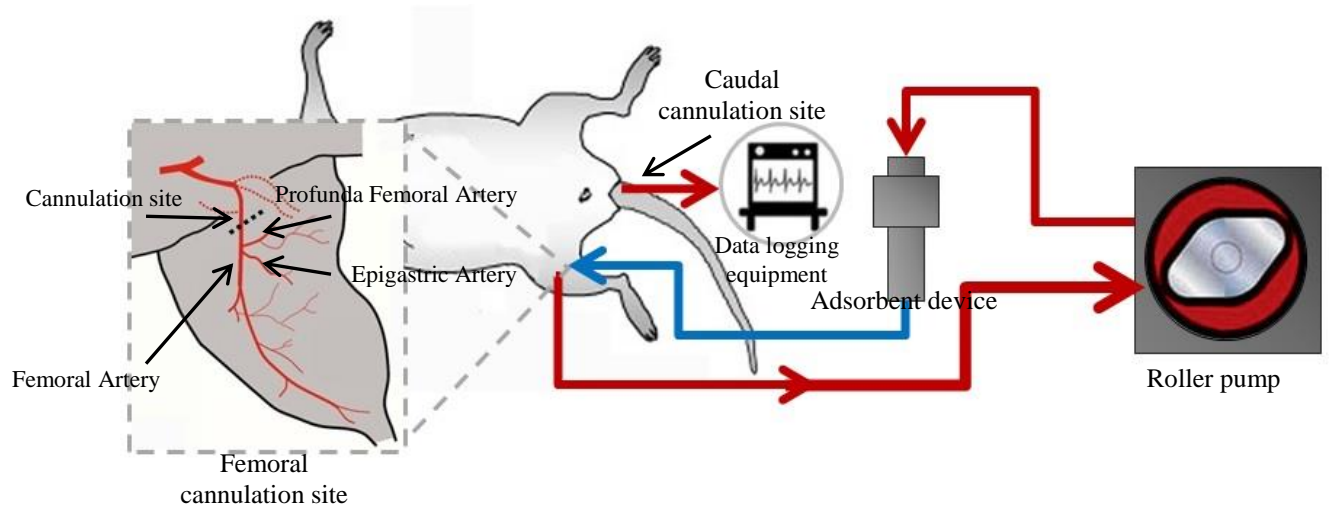 Caudal
cannulation site
Cannulation site
Profunda Femoral Artery
Epigastric Artery
Femoral Artery
Data logging
equipment
Adsorbent device
Roller pump
Femoral
cannulation site